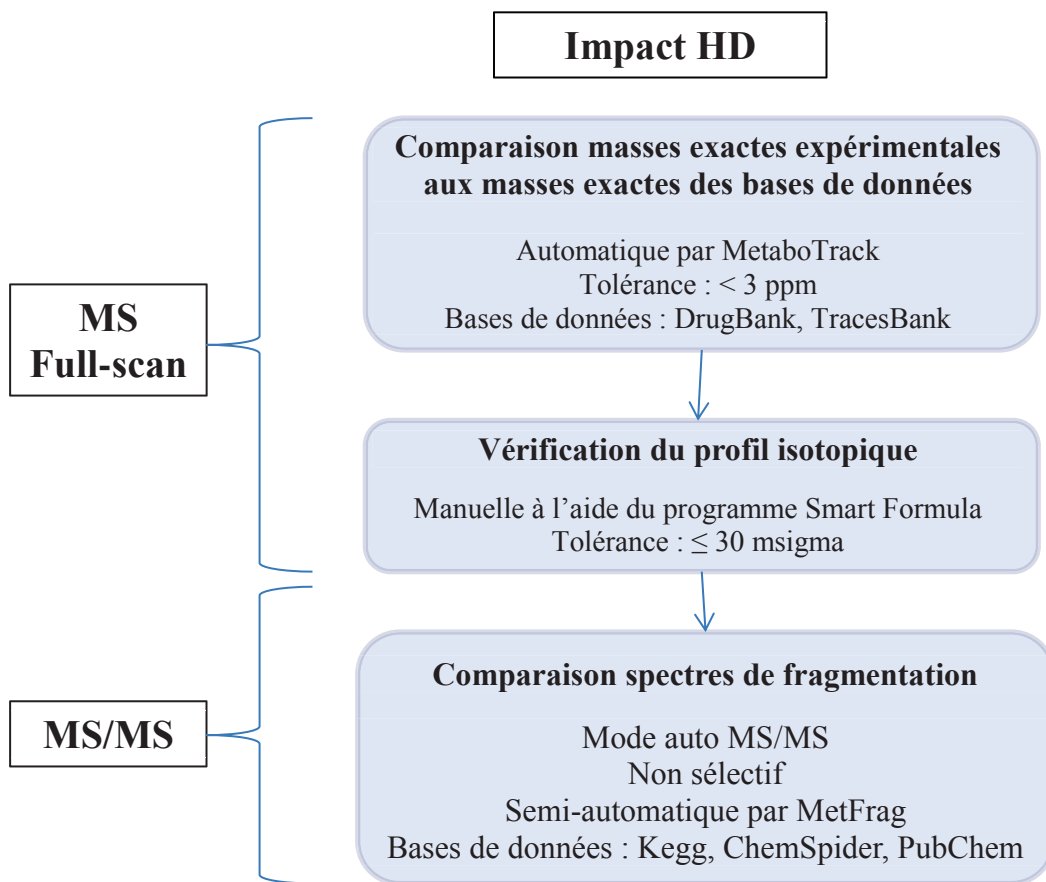 Impact HD
Comparaison masses exactes expérimentales
aux masses exactes des bases de données
Automatique par MetaboTrack
Tolérance : < 3 ppm
Bases de données : DrugBank, TracesBank
MS
Full-scan
Vérification du profil isotopique
Manuelle à l’aide du programme Smart Formula
Tolérance : ≤ 30 msigma
Comparaison spectres de fragmentation
MS/MS
Mode auto MS/MS
Non sélectif
Semi-automatique par MetFrag
Bases de données : Kegg, ChemSpider, PubChem